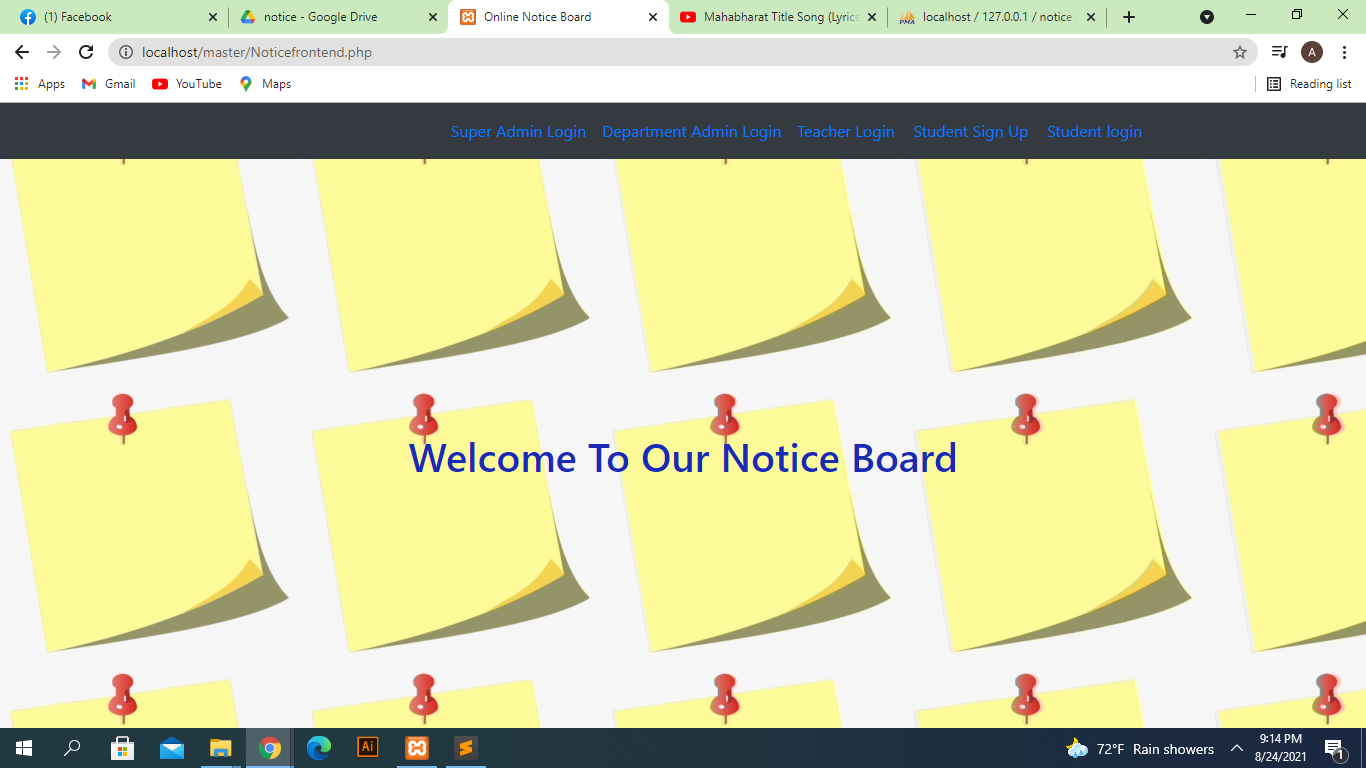 (1) Facebook
notice - Google Drive
Online Notice Board
Mahabharat Title Song (Lyrics
localhost / 127.0.0.1 / notice
localhost/master/Noticefrontend.php
A
Apps
Gmail
YouTube
Maps
Reading list
Super Admin Login
Department Admin Login
Teacher Login
Student Sign Up
Student login
Welcome To Our Notice Board
Ai
72°F Rain showers
9:14 PM
8/24/2021
1